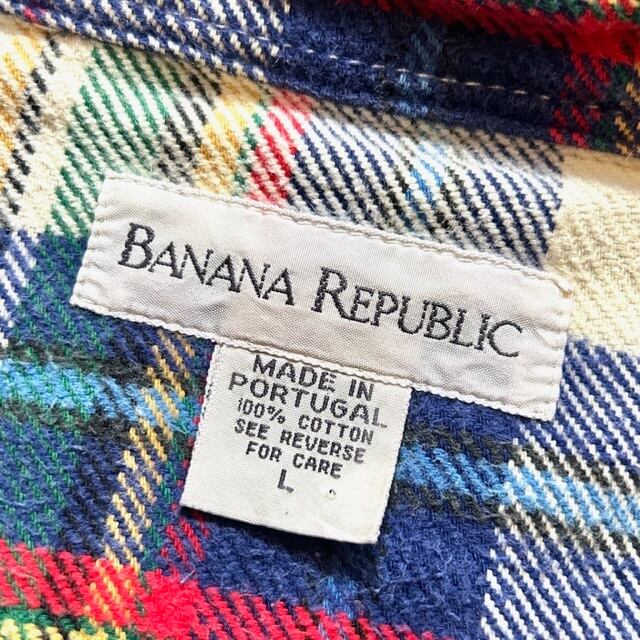 BANANA REPUBLIC
MADE IN
PORTUGAL
100% COTTON
SEE REVERSE
FOR CARE
L